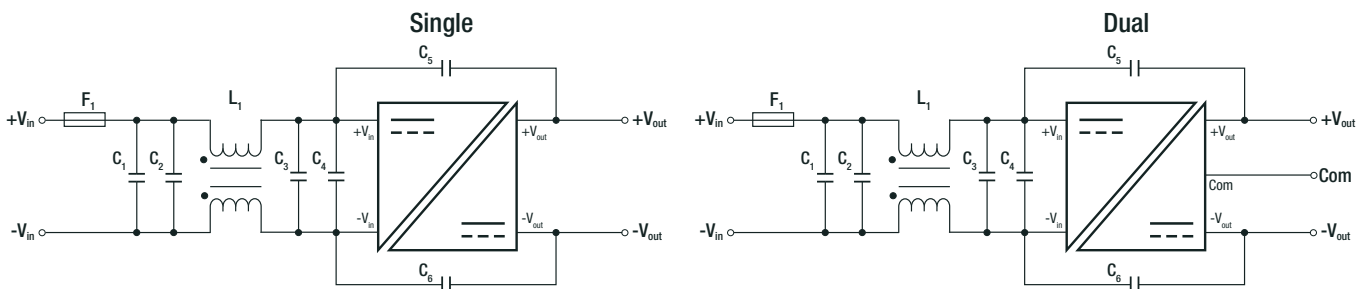 Single
Dual
C5
C5
F1
L1
F1
L1
+Vin
+Vin
+Vout
+Vout
+Vin
+Vin
+Vout
+Vout
C1
C2
C3
C4
C1
C2
C3
C4
Com
Com
-Vin
-Vin
-Vout
-Vout
-Vin
-Vin
-Vout
-Vout
C6
C6